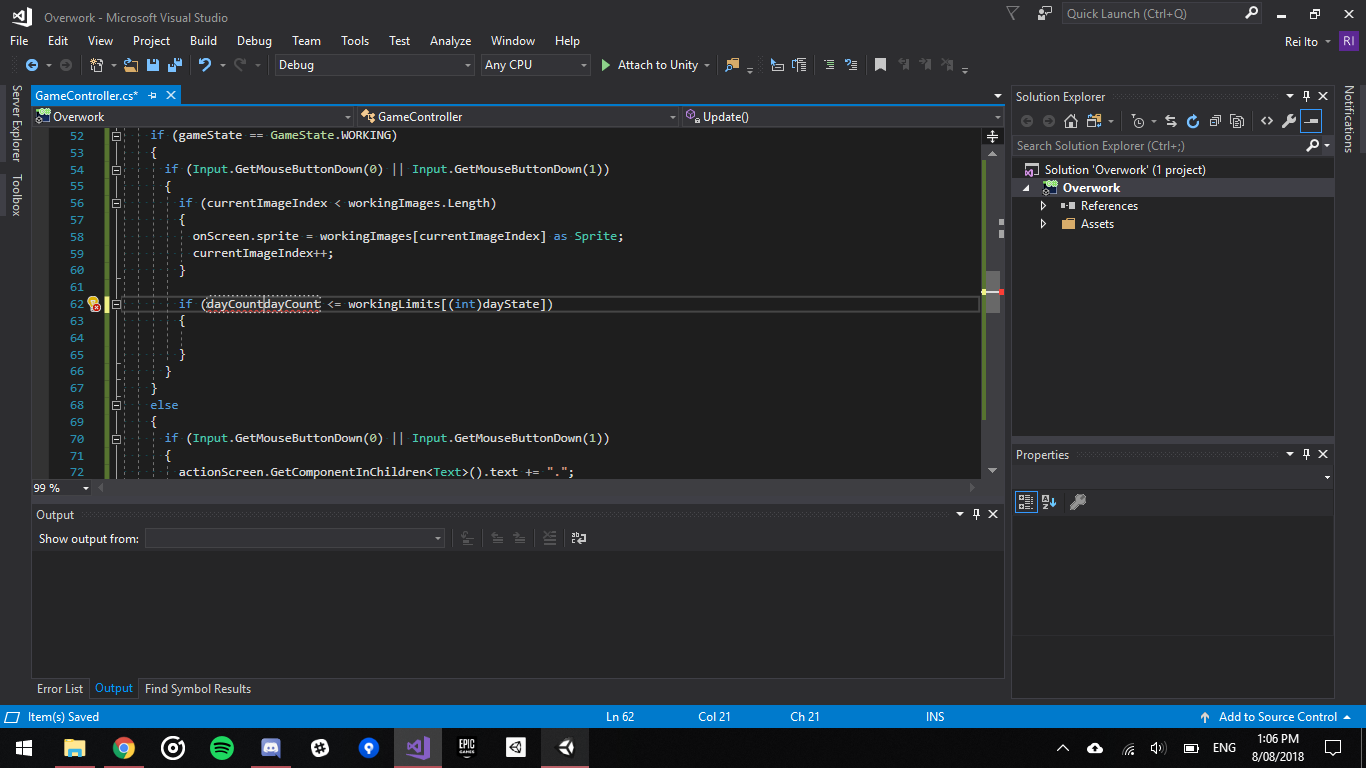 Overwork - Microsoft Visual Studio
Quick Launch (Ctrl+Q)
File Edit View Project Build Debug Team Tools Test Analyze Window Help
Rei Ito RI
Debug Any CPU Attach to Unity
Server Explorer
Toolbox
GameController.cs*
Overwork GameController Update()
52 if (gameState == GameState.WORKING)
53 {
54 if (Input.GetMouseButtonDown(0) || Input.GetMouseButtonDown(1))
55 {
56 if (currentImageIndex < workingImages.Length)
57 {
58 onScreen.sprite = workingImages[currentImageIndex] as Sprite;
59 currentImageIndex++;
60 }
61
62 if (dayCountdayCount <= workingLimits[(int)dayState])
63 {
64
65 }
66 }
67 }
68 else
69 {
70 if (Input.GetMouseButtonDown(0) || Input.GetMouseButtonDown(1))
71 {
72 actionScreen.GetComponentInChildren<Text>().text += ".";
99 %
Output
Show output from:
Error List Output Find Symbol Results
Solution Explorer
Search Solution Explorer (Ctrl+;)
Solution 'Overwork' (1 project)
Overwork
References
Assets
Properties
Notifications
Item(s) Saved Ln 62 Col 21 Ch 21 INS Add to Source Control
EPIC GAMES
ENG
1:06 PM
8/08/2018